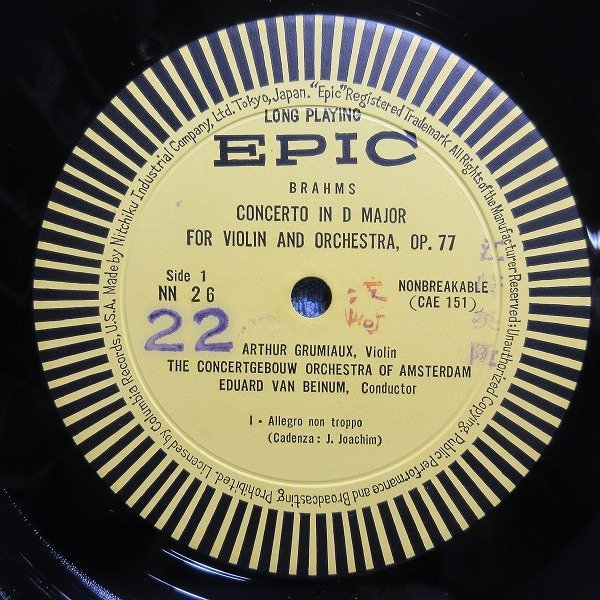 Licensed by Columbia Records, U.S.A. Made by Nitchiku Industrial Company, Ltd. Tokyo, Japan. "Epic" Registered Trademark All Rights of the Manufacturer Reserved; Unauthorized Copying; Public Performance and Broadcasting Prohibited.
LONG PLAYING
EPIC
BRAHMS
CONCERTO IN D MAJOR
FOR VIOLIN AND ORCHESTRA, OP. 77
Side 1
NN 26
NONBREAKABLE
(CAE 151)
22
ARTHUR GRUMIAUX, Violin
THE CONCERTGEBOUW ORCHESTRA OF AMSTERDAM
EDUARD VAN BEINUM, Conductor
I - Allegro non troppo
(Cadenza: J. Joachim)